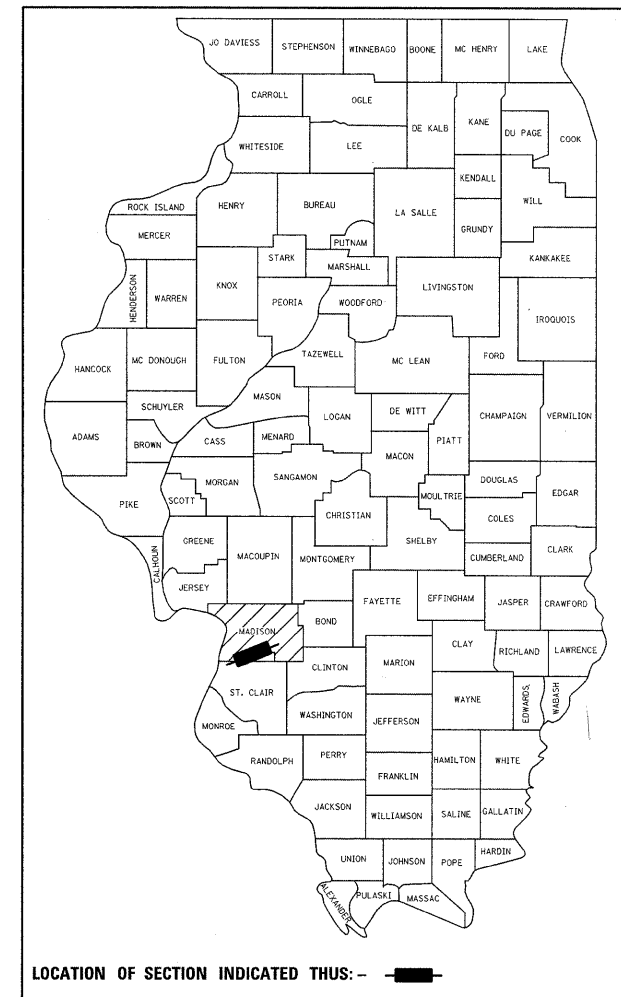 JO DAVIESS STEPHENSON WINNEBAGO BOONE MC HENRY LAKE
CARROLL OGLE DE KALB KANE DU PAGE COOK
WHITESIDE LEE
KENDALL WILL
ROCK ISLAND HENRY BUREAU LA SALLE GRUNDY
MERCER PUTNAM
STARK MARSHALL KANKAKEE
HENDERSON WARREN KNOX PEORIA WOODFORD LIVINGSTON IROQUOIS
HANCOCK MC DONOUGH FULTON TAZEWELL MC LEAN FORD
SCHUYLER MASON LOGAN DE WITT CHAMPAIGN VERMILION
ADAMS BROWN CASS MENARD MACON PIATT
PIKE SCOTT MORGAN SANGAMON MOULTRIE DOUGLAS EDGAR
CHRISTIAN COLES
CALHOUN GREENE MACOUPIN MONTGOMERY SHELBY CUMBERLAND CLARK
JERSEY FAYETTE EFFINGHAM JASPER CRAWFORD
MADISON BOND
CLINTON MARION CLAY RICHLAND LAWRENCE
ST. CLAIR WAYNE EDWARDS WABASH
MONROE WASHINGTON JEFFERSON
RANDOLPH PERRY HAMILTON WHITE
FRANKLIN
JACKSON WILLIAMSON SALINE GALLATIN
UNION JOHNSON POPE HARDIN
ALEXANDER PULASKI MASSAC
LOCATION OF SECTION INDICATED THUS: -